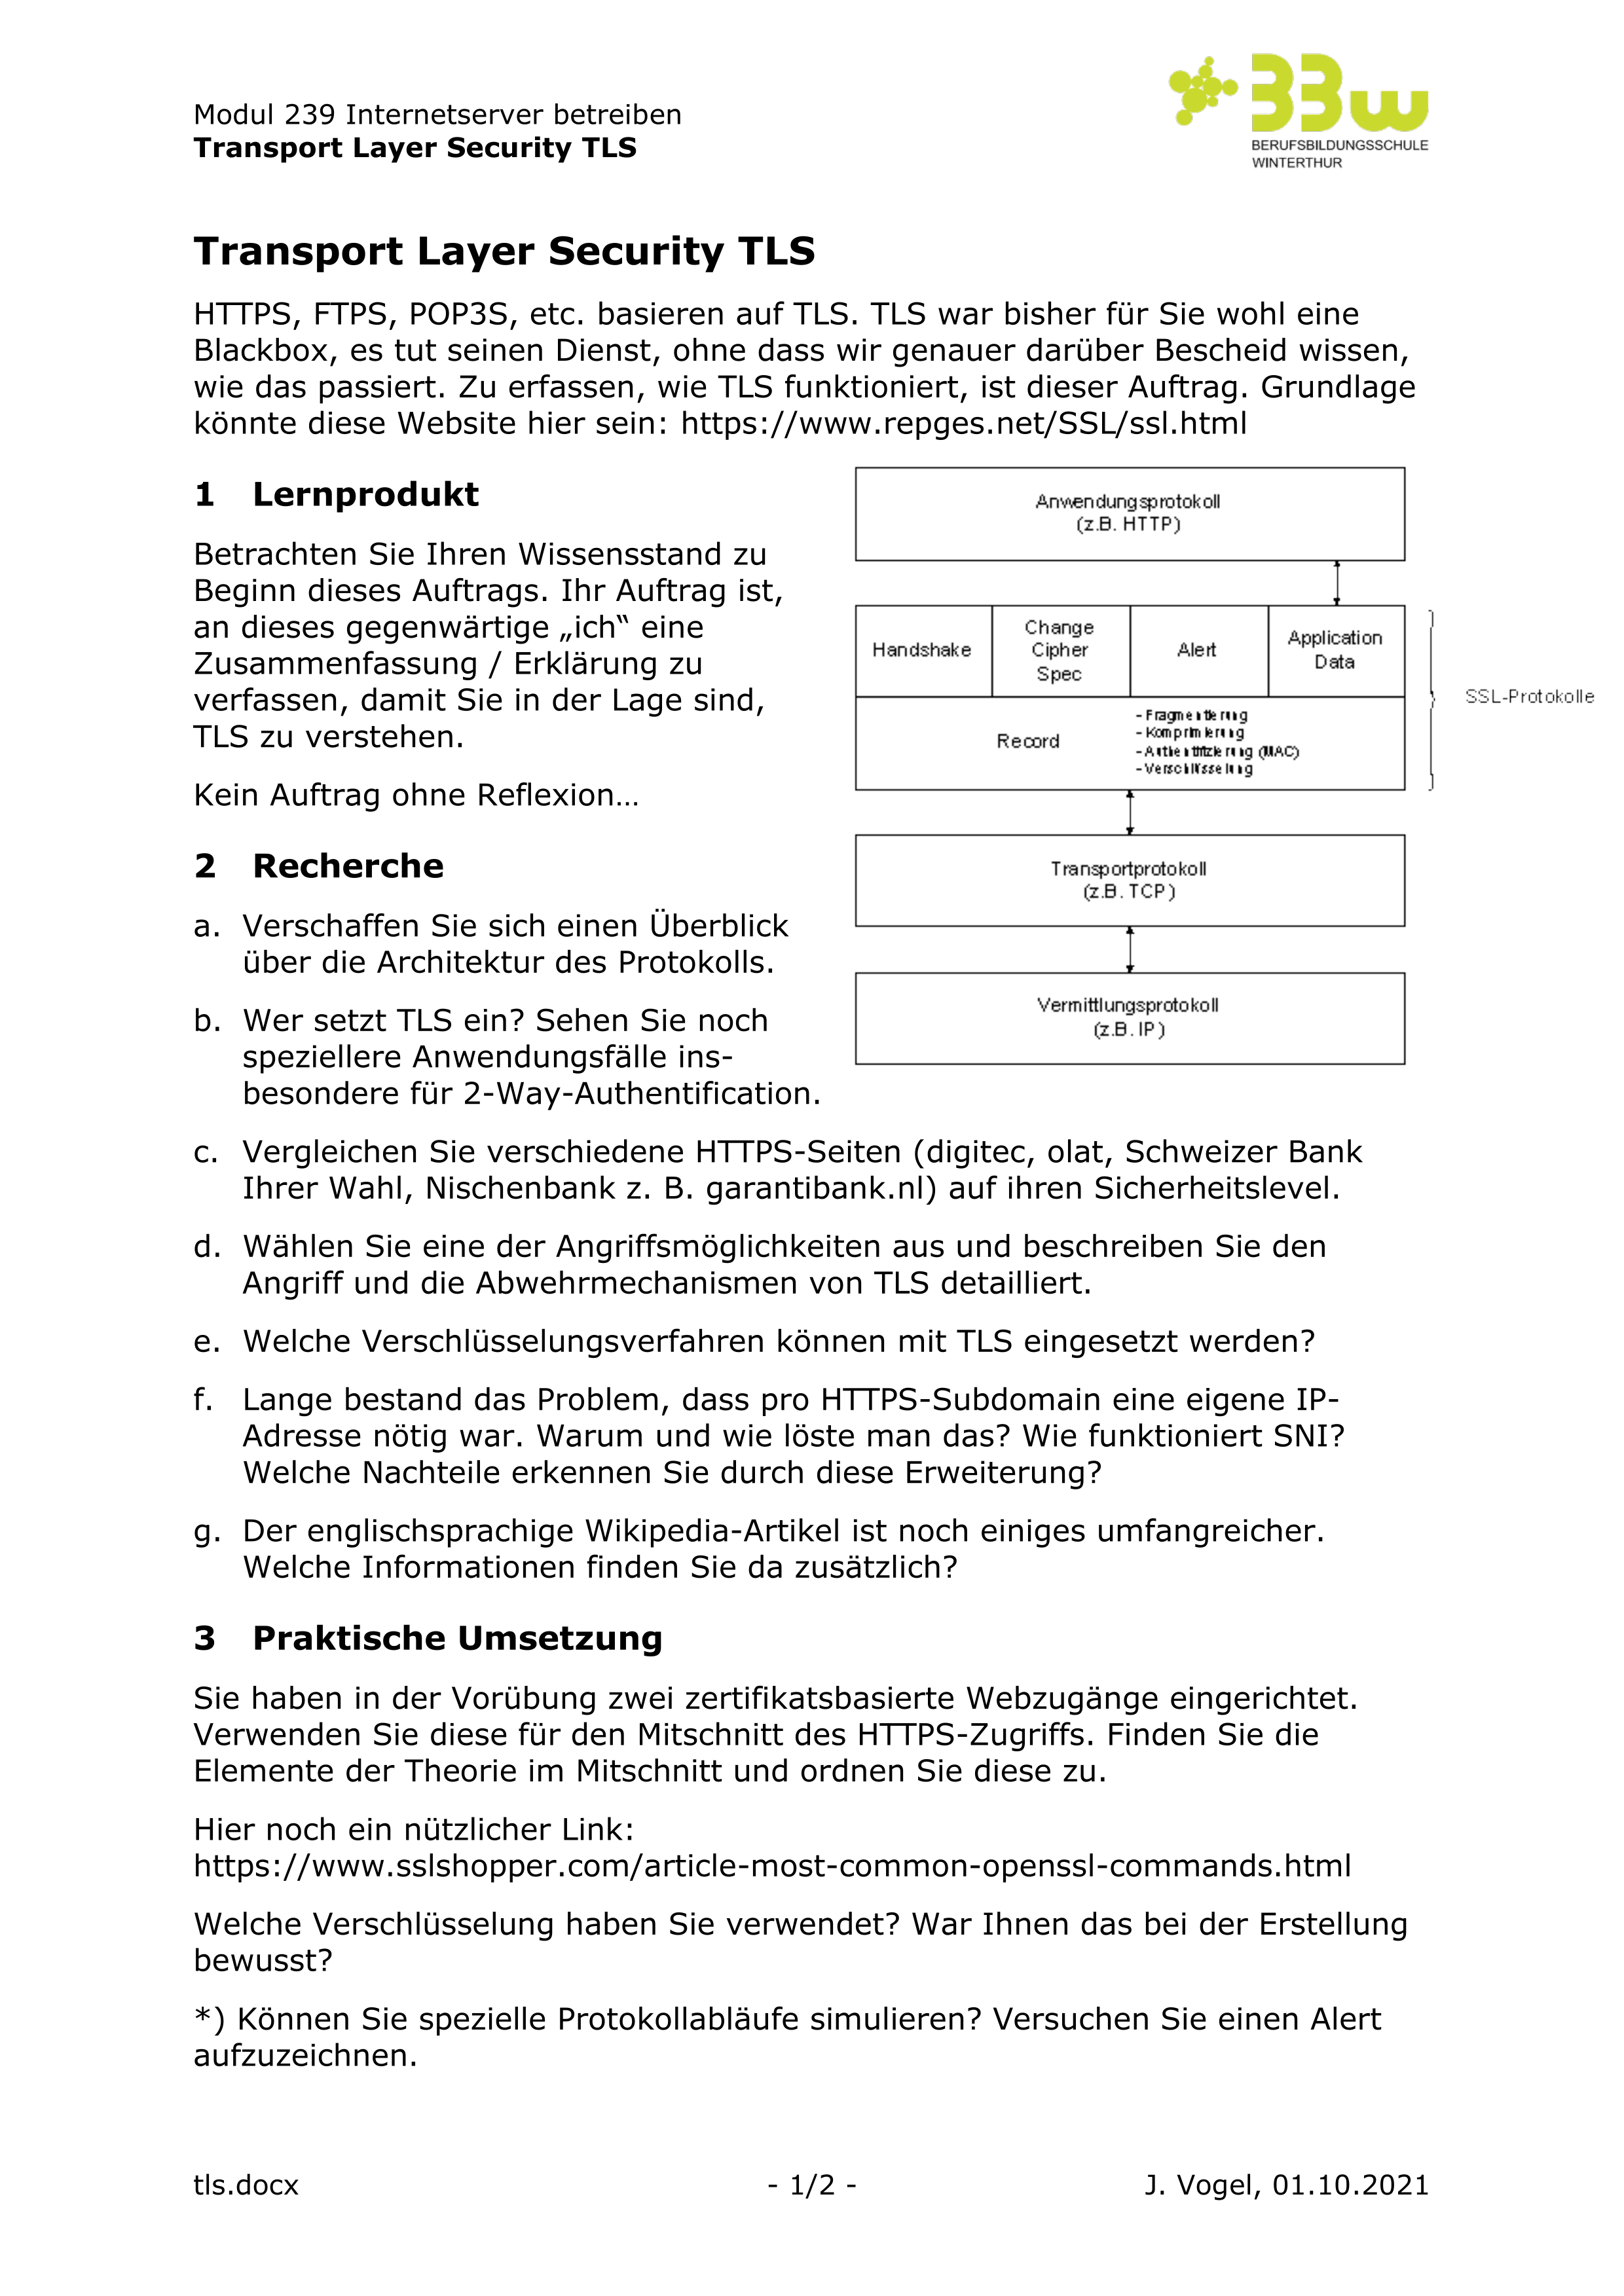 Modul 239 Internetserver betreiben
Transport Layer Security TLS
33w
BERUFSBILDUNGSSCHULE
WINTERTHUR
Transport Layer Security TLS
HTTPS, FTPS, POP3S, etc. basieren auf TLS. TLS war bisher für Sie wohl eine
Blackbox, es tut seinen Dienst, ohne dass wir genauer darüber Bescheid wissen,
wie das passiert. Zu erfassen, wie TLS funktioniert, ist dieser Auftrag. Grundlage
könnte diese Website hier sein: https://www.repges.net/SSL/ssl.html
1 Lernprodukt
Betrachten Sie Ihren Wissensstand zu
Beginn dieses Auftrags. Ihr Auftrag ist,
an dieses gegenwärtige „ich“ eine
Zusammenfassung / Erklärung zu
verfassen, damit Sie in der Lage sind,
TLS zu verstehen.
Kein Auftrag ohne Reflexion…
Anwendungsprotokoll
(z.B. HTTP)
Handshake
Change
Cipher
Spec
Alert
Application
Data
Record
- Fragmentierung
- Komprimierung
- Authentifizierung (MAC)
- Verschlüsselung
SSL-Protokolle
Transportprotokoll
(z.B. TCP)
Vermittlungsprotokoll
(z.B. IP)
2 Recherche
a. Verschaffen Sie sich einen Überblick
über die Architektur des Protokolls.
b. Wer setzt TLS ein? Sehen Sie noch
speziellere Anwendungsfälle ins-
besondere für 2-Way-Authentification.
c. Vergleichen Sie verschiedene HTTPS-Seiten (digitec, olat, Schweizer Bank
Ihrer Wahl, Nischenbank z. B. garantibank.nl) auf ihren Sicherheitslevel.
d. Wählen Sie eine der Angriffsmöglichkeiten aus und beschreiben Sie den
Angriff und die Abwehrmechanismen von TLS detailliert.
e. Welche Verschlüsselungsverfahren können mit TLS eingesetzt werden?
f. Lange bestand das Problem, dass pro HTTPS-Subdomain eine eigene IP-
Adresse nötig war. Warum und wie löste man das? Wie funktioniert SNI?
Welche Nachteile erkennen Sie durch diese Erweiterung?
g. Der englischsprachige Wikipedia-Artikel ist noch einiges umfangreicher.
Welche Informationen finden Sie da zusätzlich?
3 Praktische Umsetzung
Sie haben in der Vorübung zwei zertifikatsbasierte Webzugänge eingerichtet.
Verwenden Sie diese für den Mitschnitt des HTTPS-Zugriffs. Finden Sie die
Elemente der Theorie im Mitschnitt und ordnen Sie diese zu.
Hier noch ein nützlicher Link:
https://www.sslshopper.com/article-most-common-openssl-commands.html
Welche Verschlüsselung haben Sie verwendet? War Ihnen das bei der Erstellung
bewusst?
*) Können Sie spezielle Protokollabläufe simulieren? Versuchen Sie einen Alert
aufzuzeichnen.
tls.docx
- 1/2 -
J. Vogel, 01.10.2021